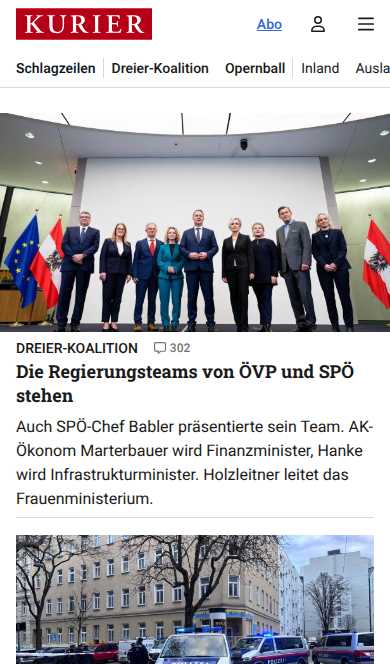 KURIER
Abo
Schlagzeilen
Dreier-Koalition
Opernball
Inland
Ausla
DREIER-KOALITION
302
Die Regierungsteams von ÖVP und SPÖ
stehen
Auch SPÖ-Chef Babler präsentierte sein Team. AK-
Ökonom Marterbauer wird Finanzminister, Hanke
wird Infrastrukturminister. Holzleitner leitet das
Frauenministerium.